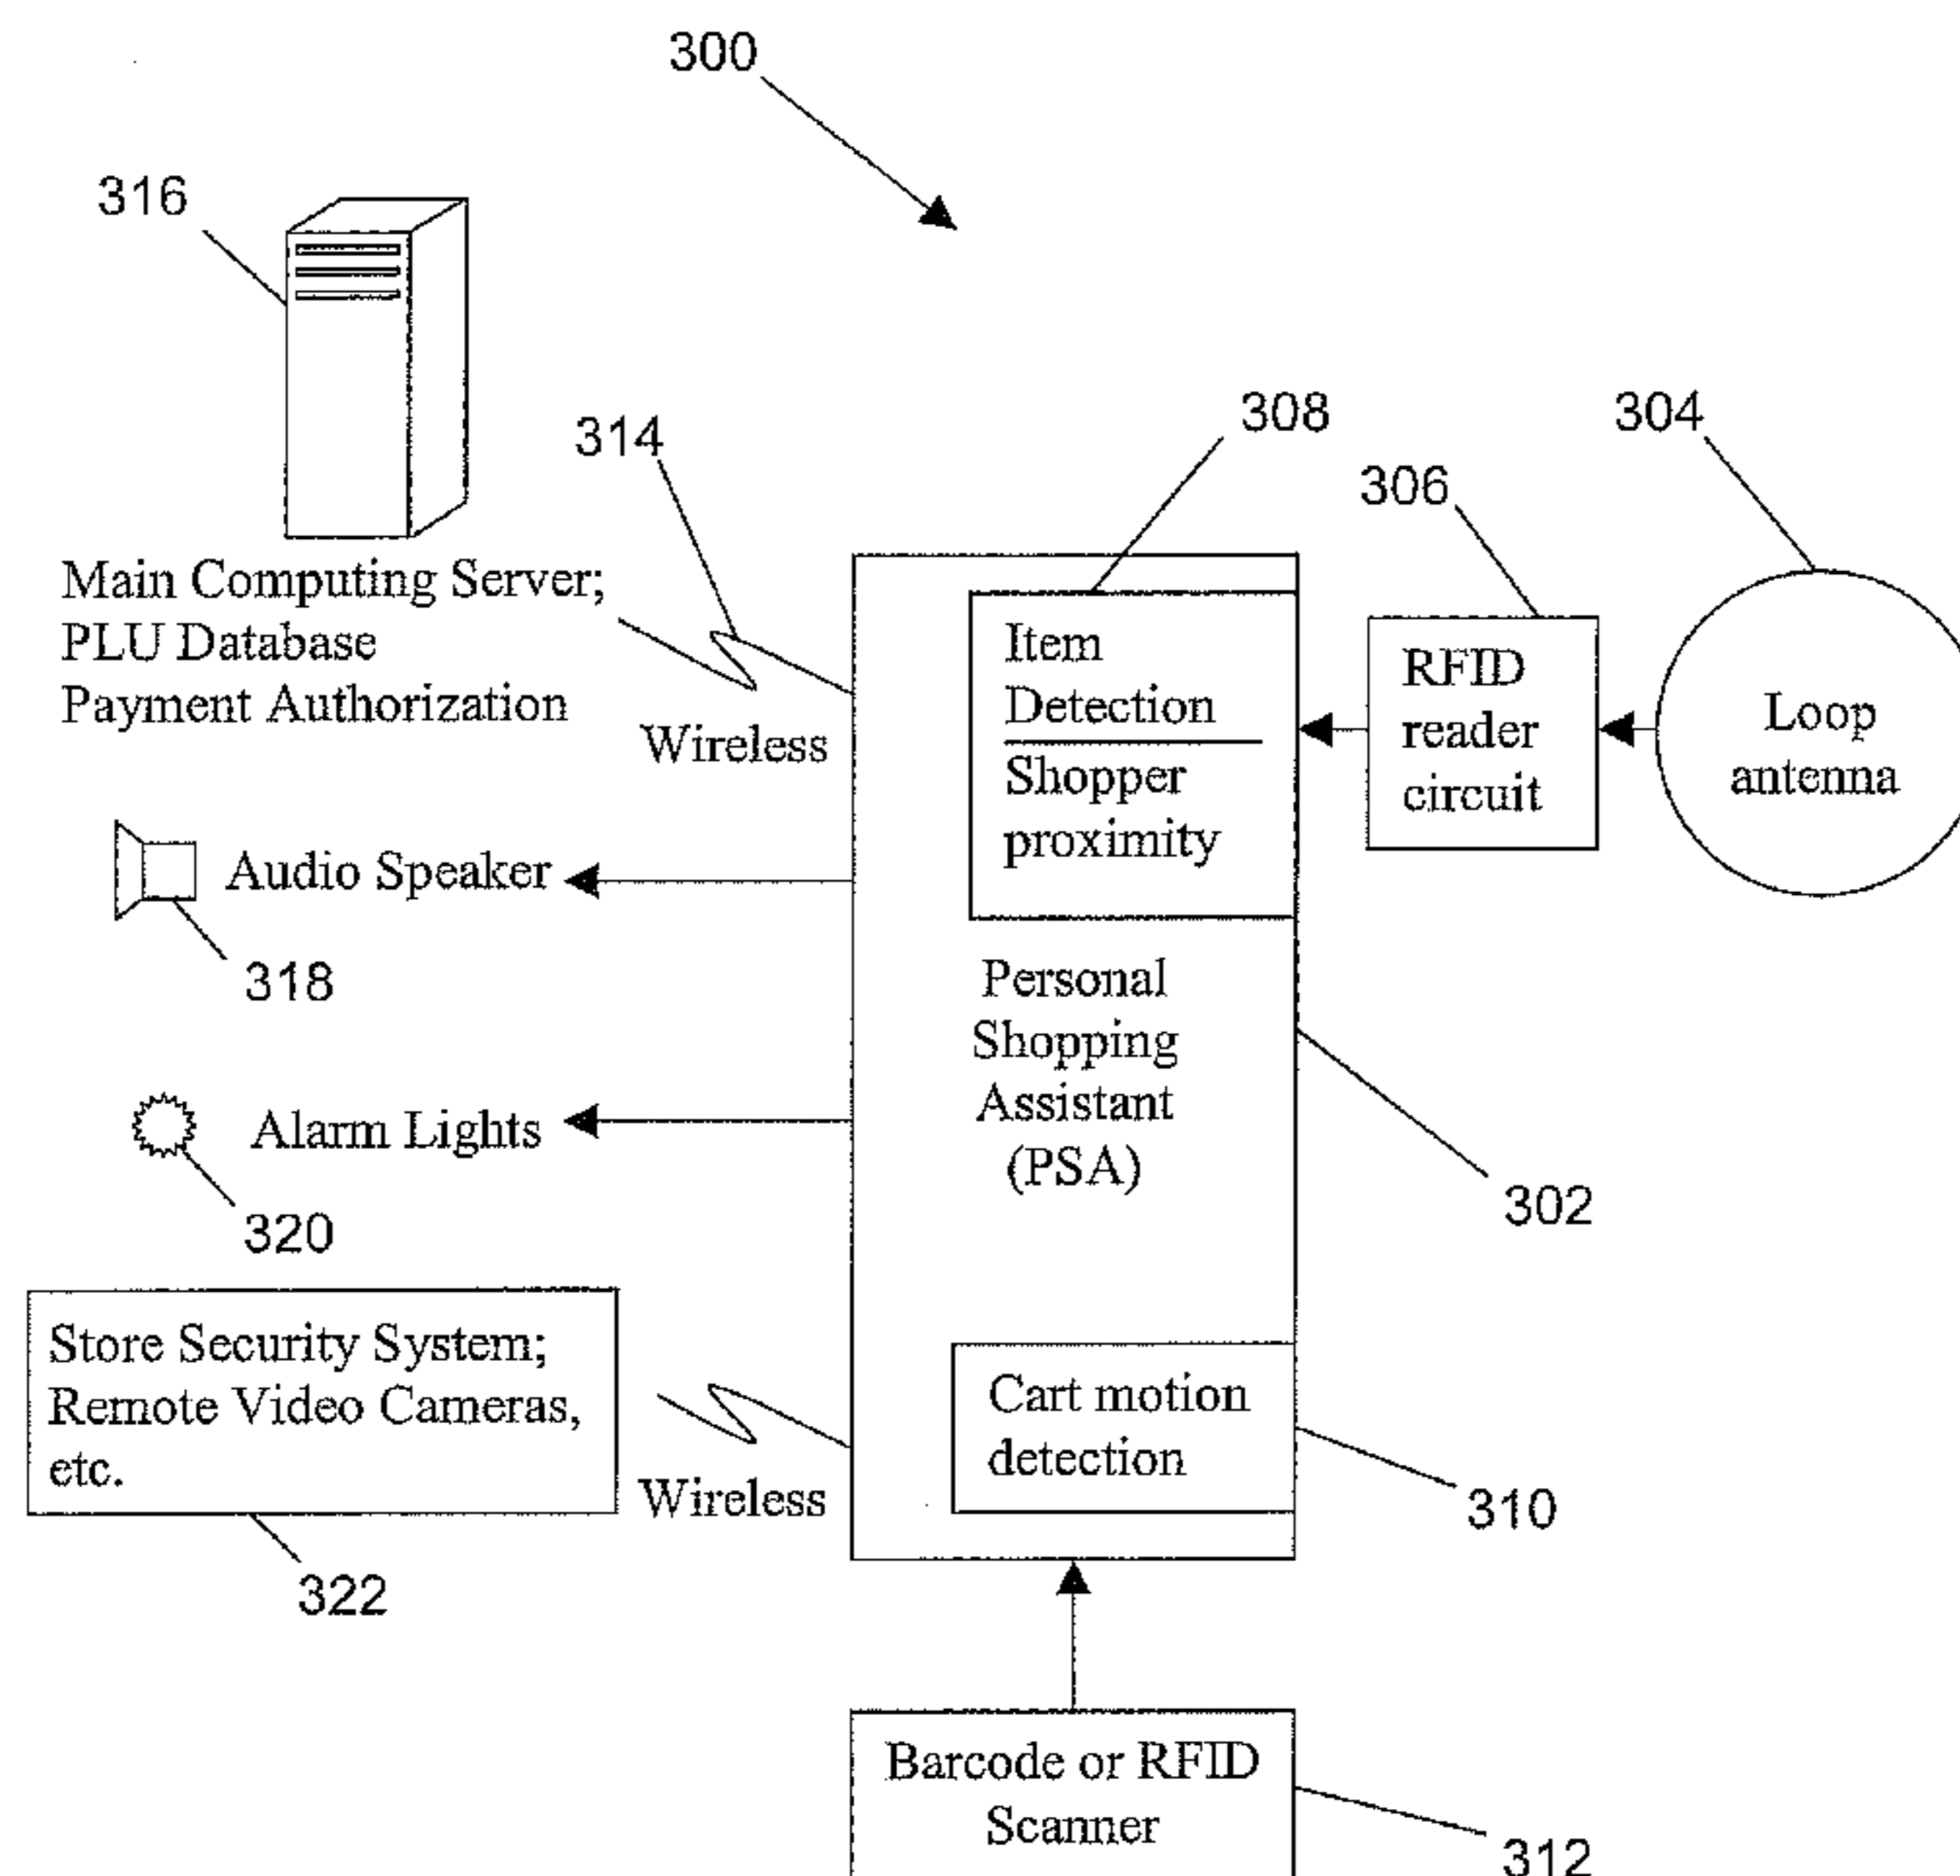 300
316
314
308
304
306
Main Computing Server;
PLU Database
Payment Authorization
Wireless
Item
Detection
Shopper
proximity
RFID
reader
circuit
Loop
antenna
Audio Speaker
318
Personal
Shopping
Assistant
(PSA)
302
Alarm Lights
320
Store Security System;
Remote Video Cameras,
etc.
322
Wireless
Cart motion
detection
310
Barcode or RFID
Scanner
312